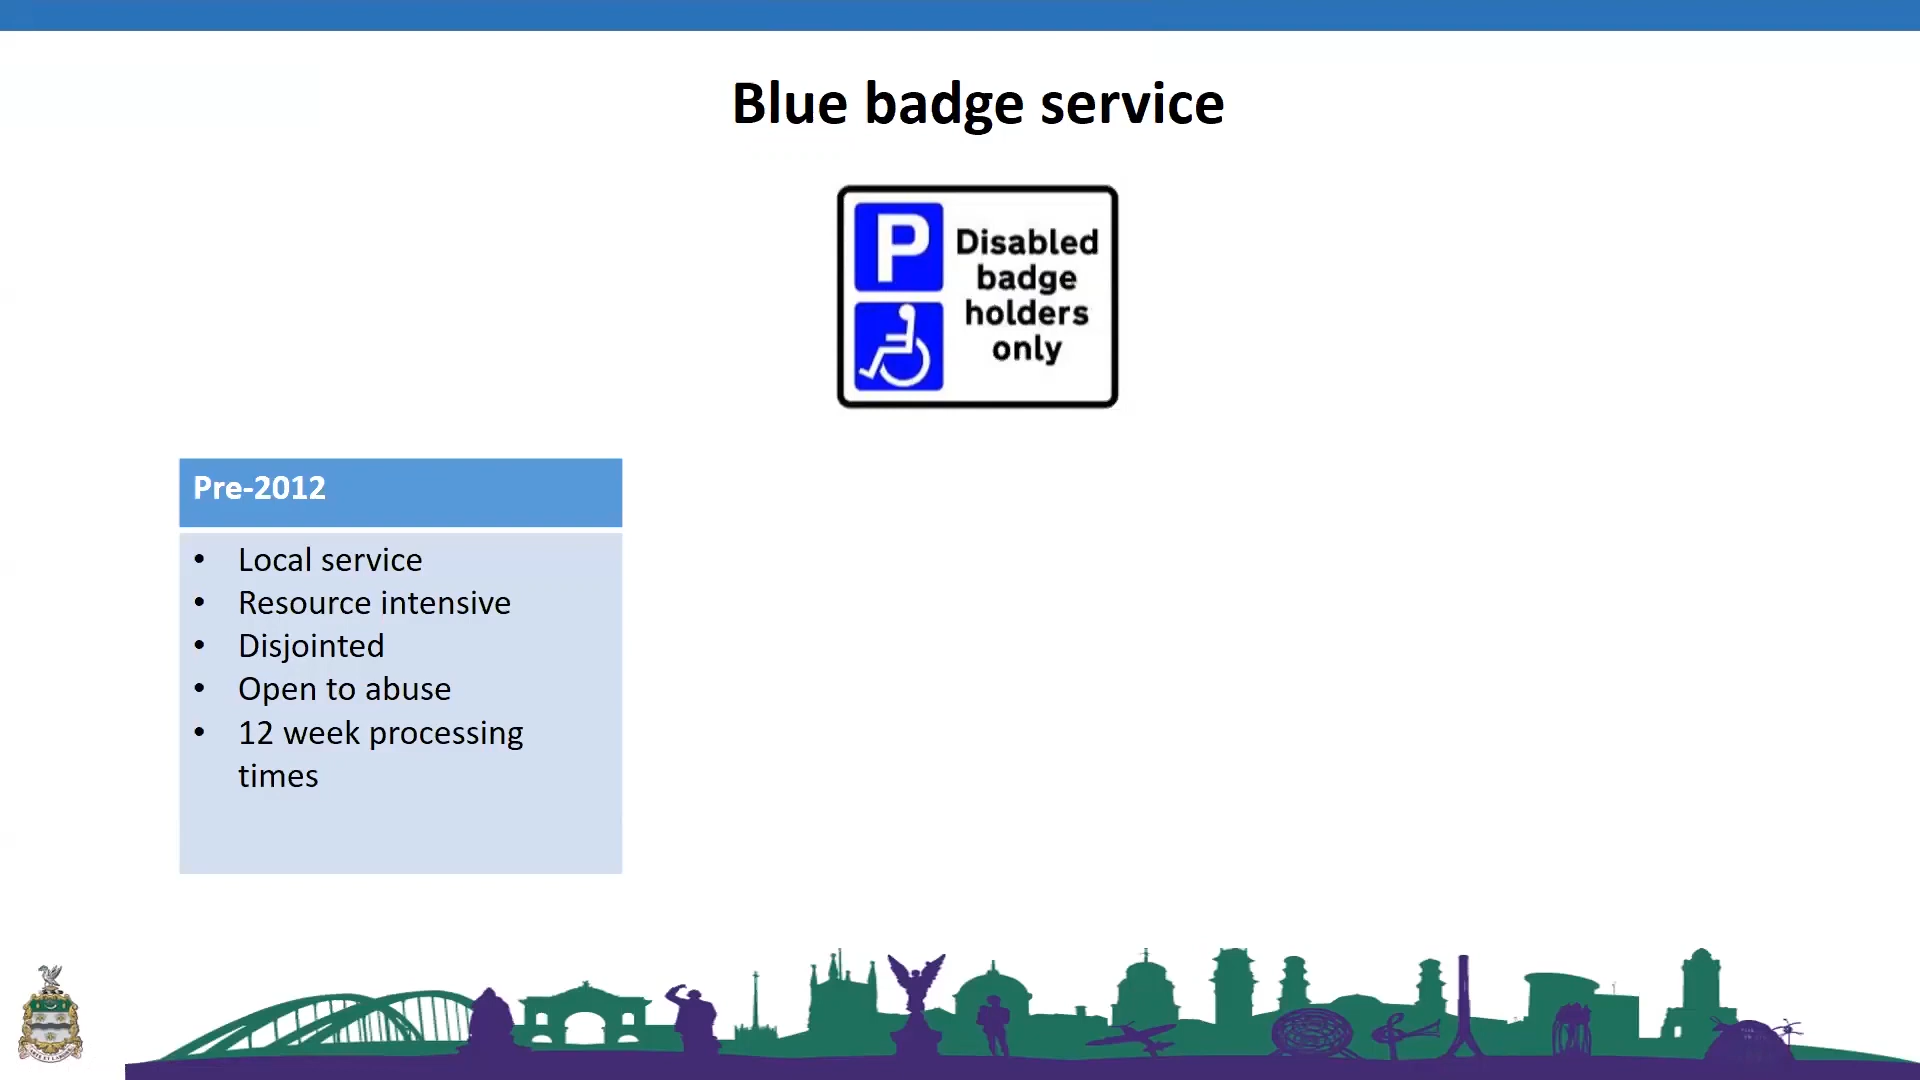 Blue badge service
P
Disabled
badge
holders
only
Pre-2012
• Local service
• Resource intensive
• Disjointed
• Open to abuse
• 12 week processing
times